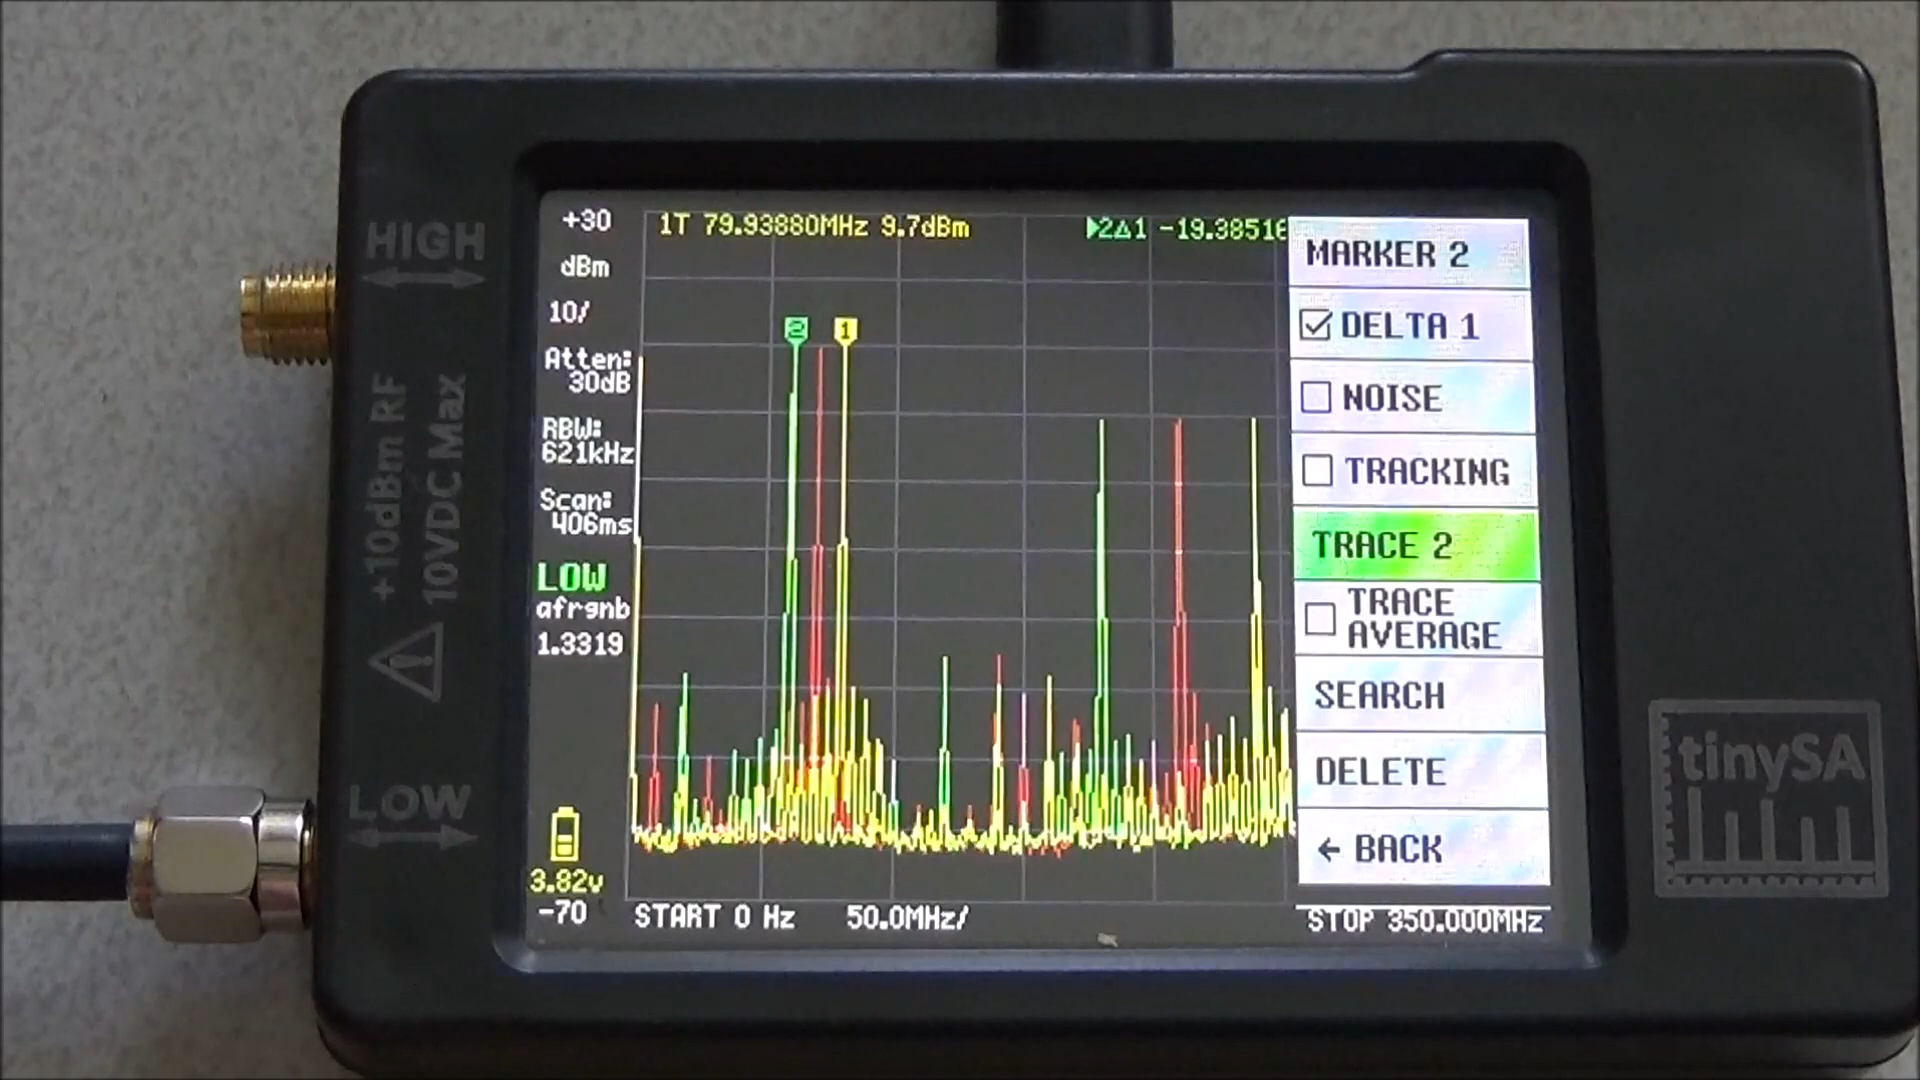 HIGH
+10dBm RF
10VDC Max
LOW
+30
dBm
10/
Atten:
30dB
RBW:
621kHz
Scan:
406ms
LOW
afrgnb
1.3319
3.82v
-70
1T 79.93880MHz 9.7dBm
▶2Δ1 -19.38516
2
1
START 0 Hz
50.0MHz/
STOP 350.000MHz
MARKER 2
DELTA 1
NOISE
TRACKING
TRACE 2
TRACE
AVERAGE
SEARCH
DELETE
← BACK
tinySA